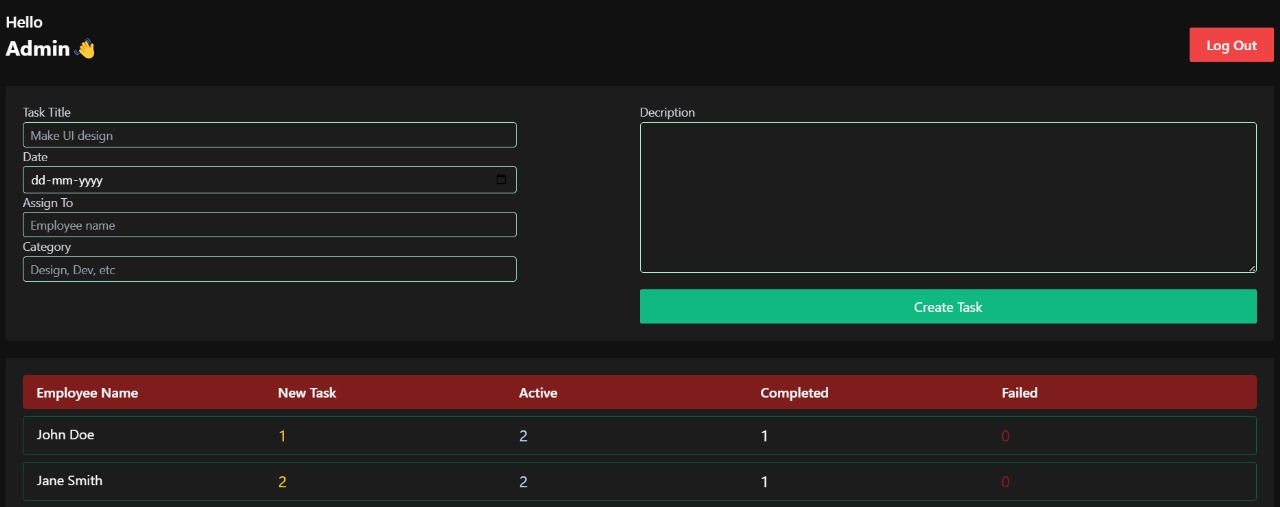 Hello
Admin 👋
Log Out
Task Title
Make UI design
Date
dd-mm-yyyy
Assign To
Employee name
Category
Design, Dev, etc
Decription
Create Task
Employee Name New Task Active Completed Failed
John Doe 1 2 1 0
Jane Smith 2 2 1 0